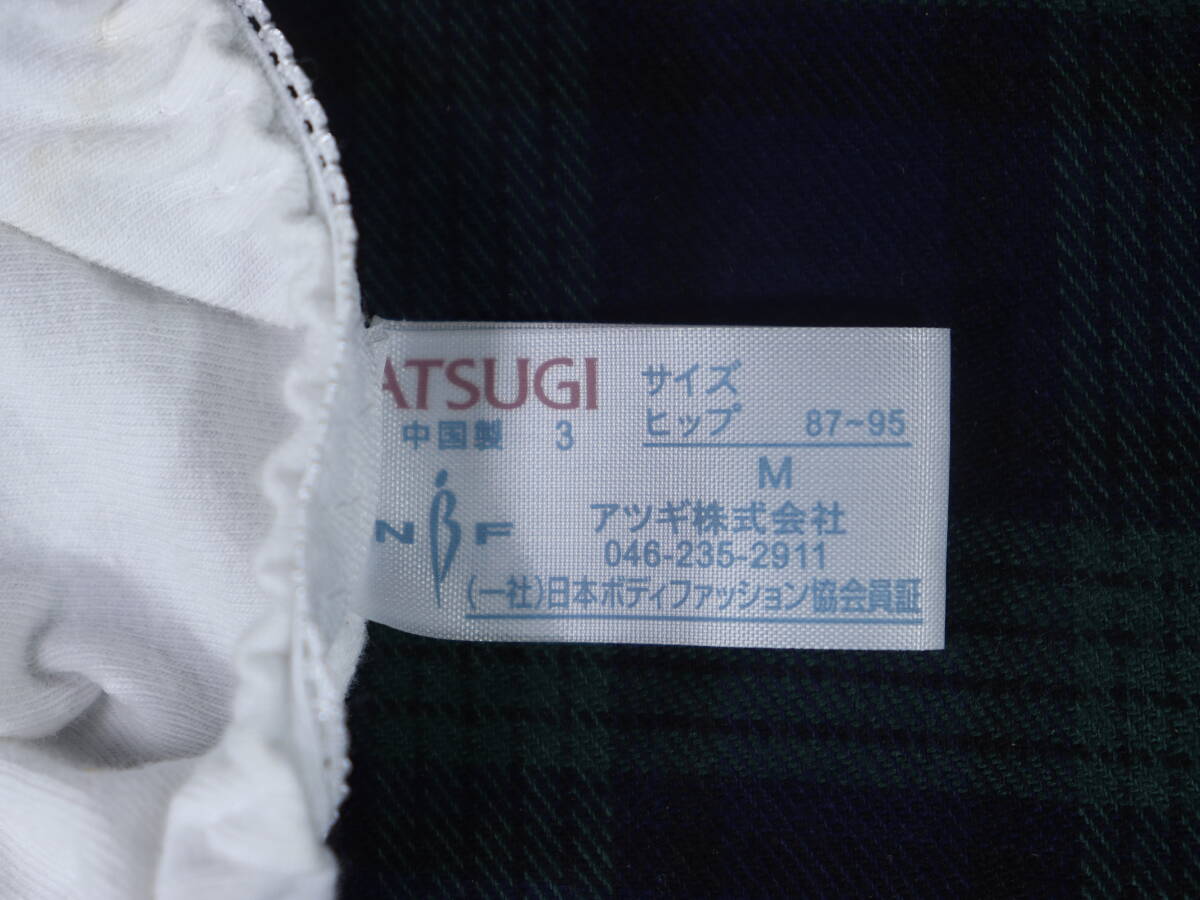 ATSUGI
中国製 3
NBF
サイズ
ヒップ 87~95
M
アツギ株式会社
046-235-2911
(一社)日本ボディファッション協会員証